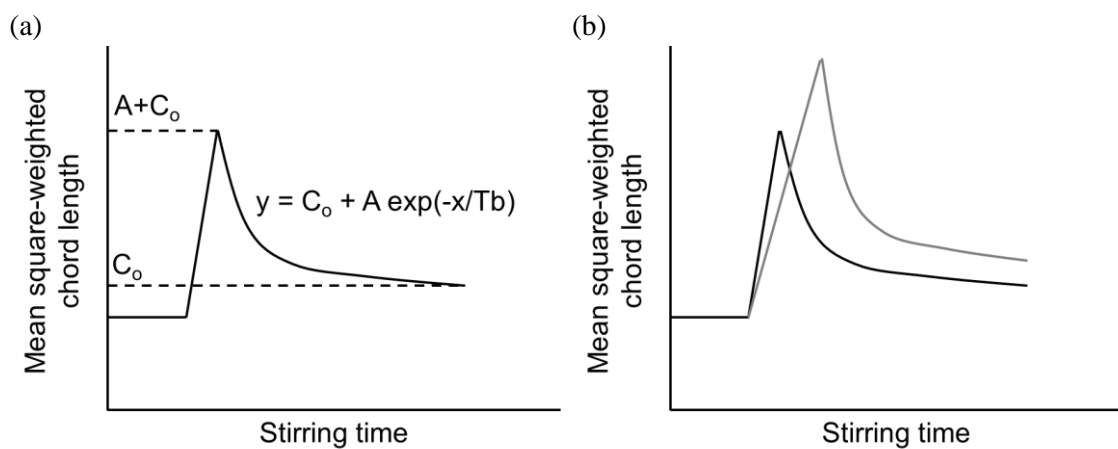 (a)
A+Cₒ
y = Cₒ + A exp(-x/Tb)
Cₒ
Mean square-weighted
chord length
Stirring time
(b)
Mean square-weighted
chord length
Stirring time